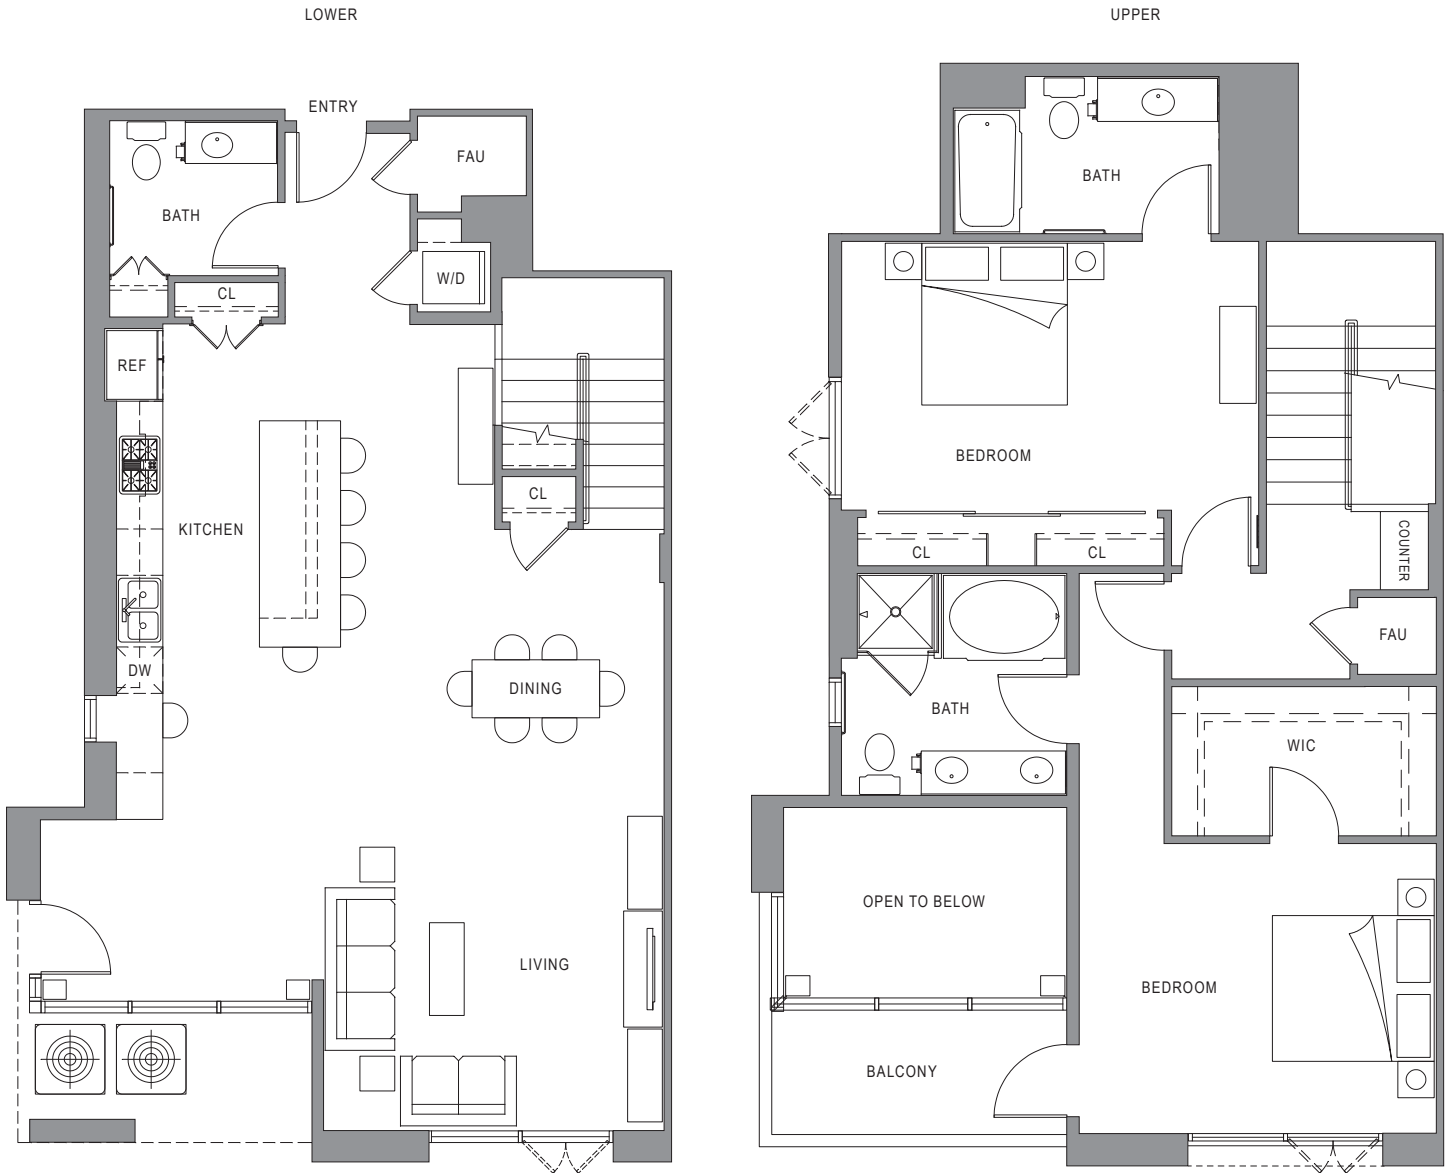 LOWER
ENTRY
FAU
BATH
W/D
CL
REF
CL
KITCHEN
DW
DINING
LIVING
UPPER
BATH
BEDROOM
CL
CL
COUNTER
FAU
BATH
WIC
OPEN TO BELOW
BEDROOM
BALCONY